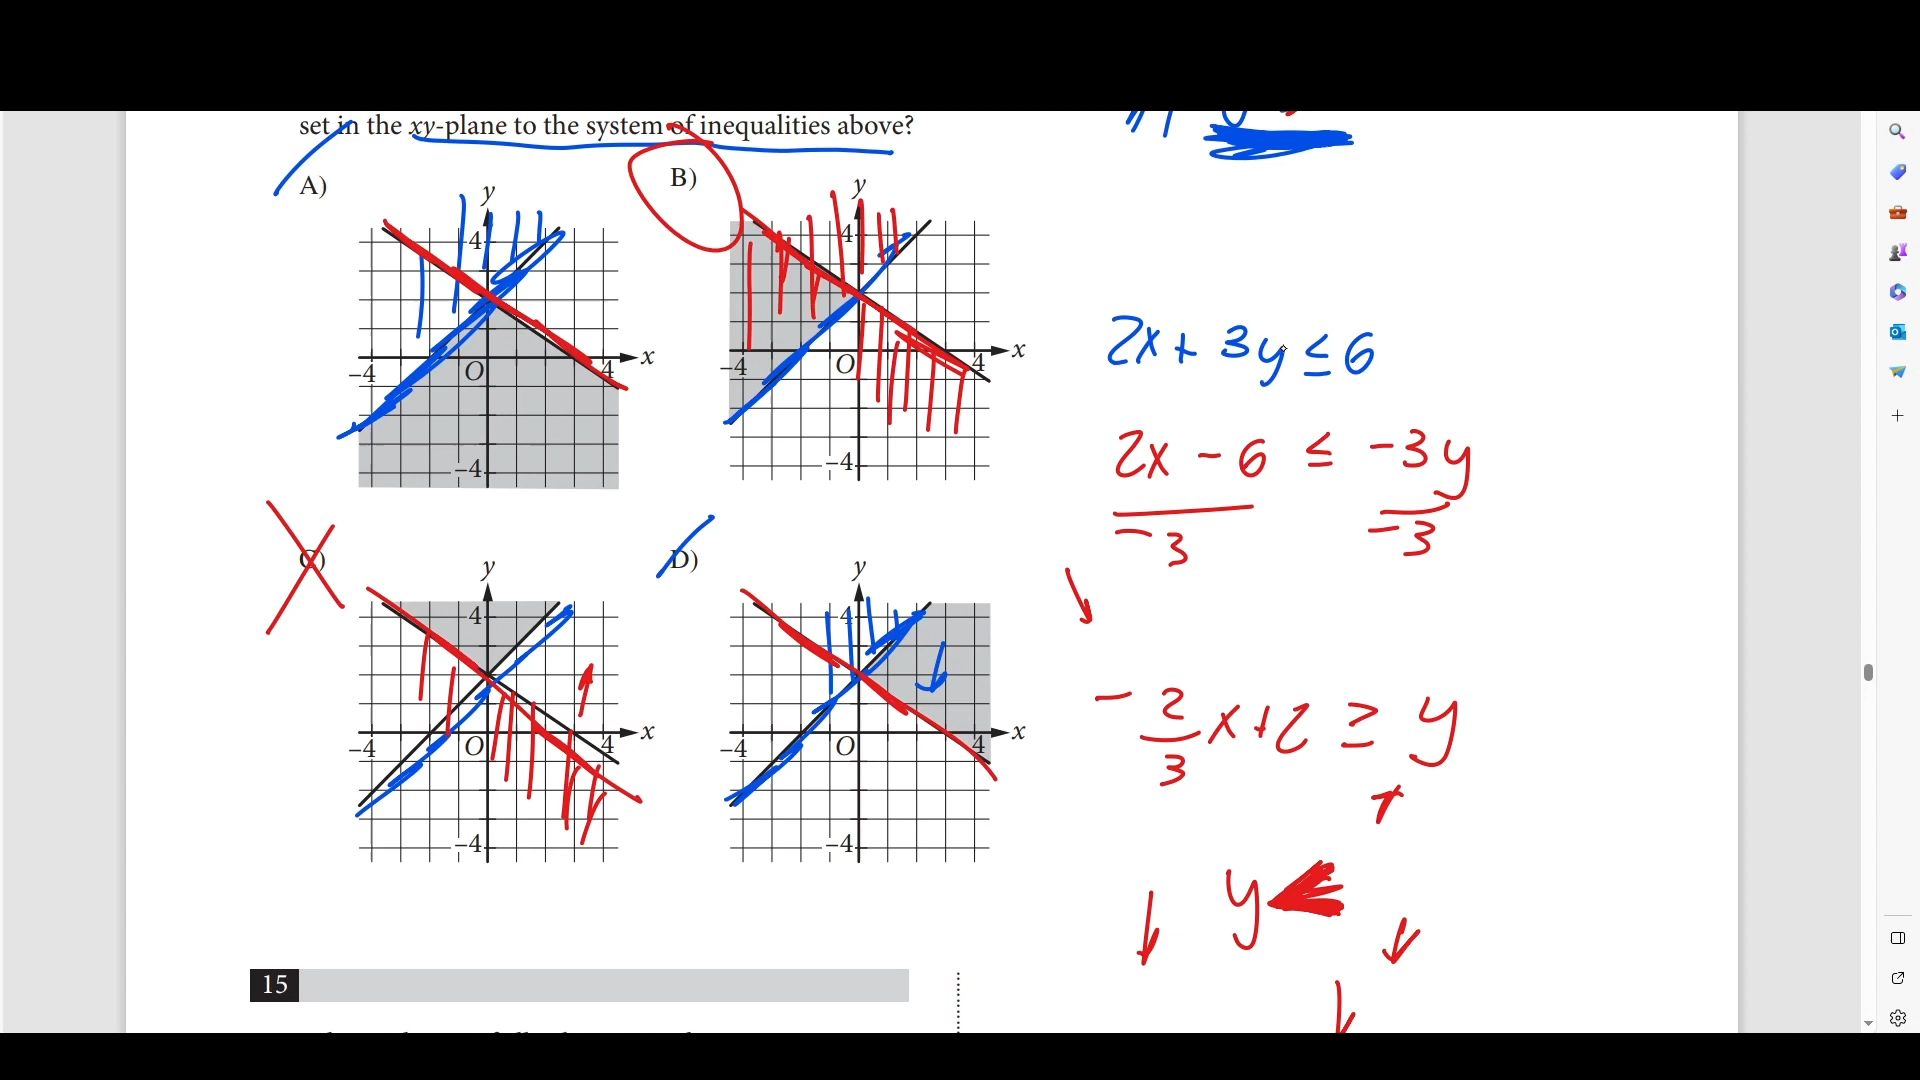 set in the xy-plane to the system of inequalities above?
A)
y
4
x
−4
O
4
−4
B)
y
4
x
−4
O
4
−4
C)
y
4
x
−4
O
4
−4
D)
y
4
x
−4
O
4
−4
2x + 3y ≤ 6
2x - 6 ≤ -3y
-3 -3
- 2/3 x + 2 ≥ y
y
15